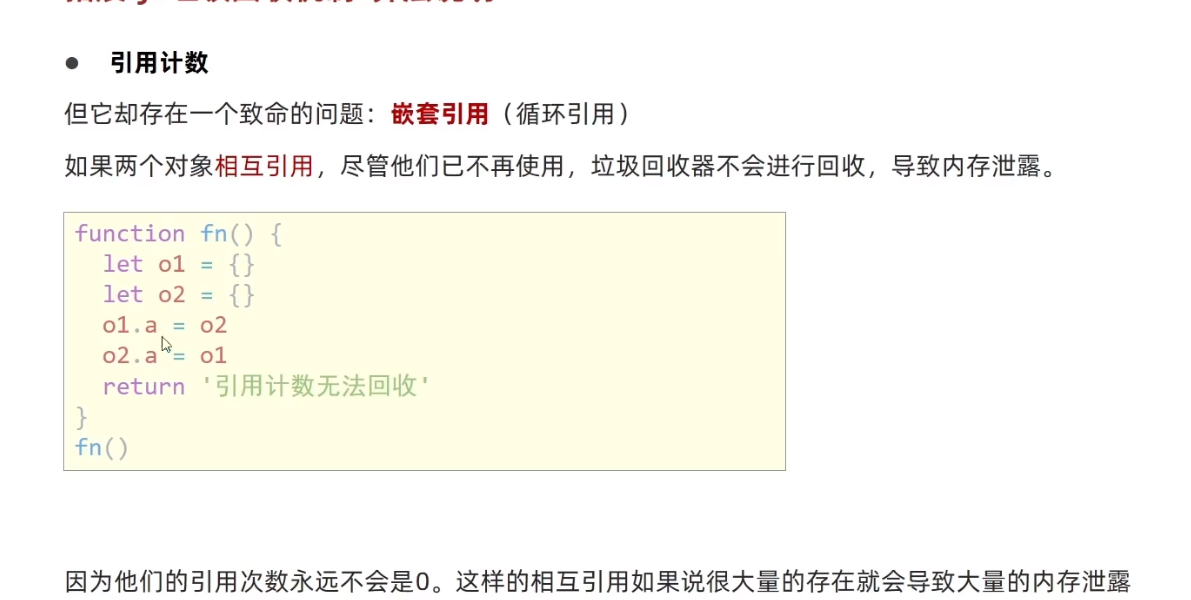 引用计数
但它却存在一个致命的问题：嵌套引用（循环引用）
如果两个对象相互引用，尽管他们已不再使用，垃圾回收器不会进行回收，导致内存泄露。
function fn() {
let o1 = {}
let o2 = {}
o1.a = o2
o2.a = o1
return '引用计数无法回收'
}
fn()
因为他们的引用次数永远不会是0。这样的相互引用如果说很大量的存在就会导致大量的内存泄露